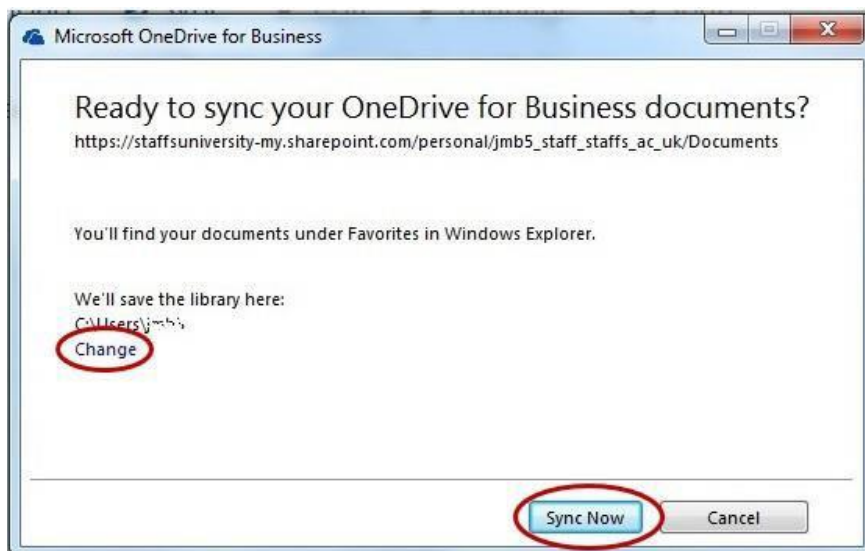 Microsoft OneDrive for Business
Ready to sync your OneDrive for Business documents?
https://staffsuniversity-my.sharepoint.com/personal/jmb5_staff_staffs_ac_uk/Documents
You'll find your documents under Favorites in Windows Explorer.
We'll save the library here:
C:\Users\
Change
Sync Now
Cancel